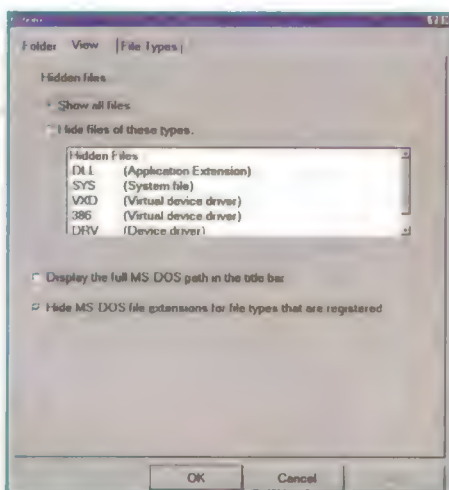 Folder View File Types
Hidden files
Show all files
Hide files of these types.
Hidden Files
DLL (Application Extension)
SYS (System file)
VXD (Virtual device driver)
386 (Virtual device driver)
DRV (Device driver)
Display the full MS DOS path in the title bar
Hide MS DOS file extensions for file types that are registered
OK Cancel